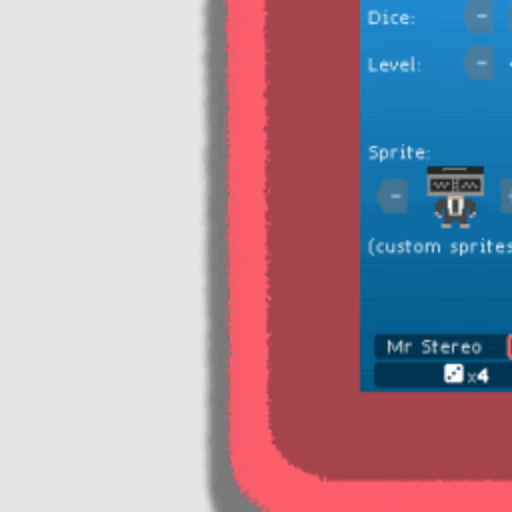 Dice:
Level:
Sprite:
(custom sprites
Mr Stereo
x4